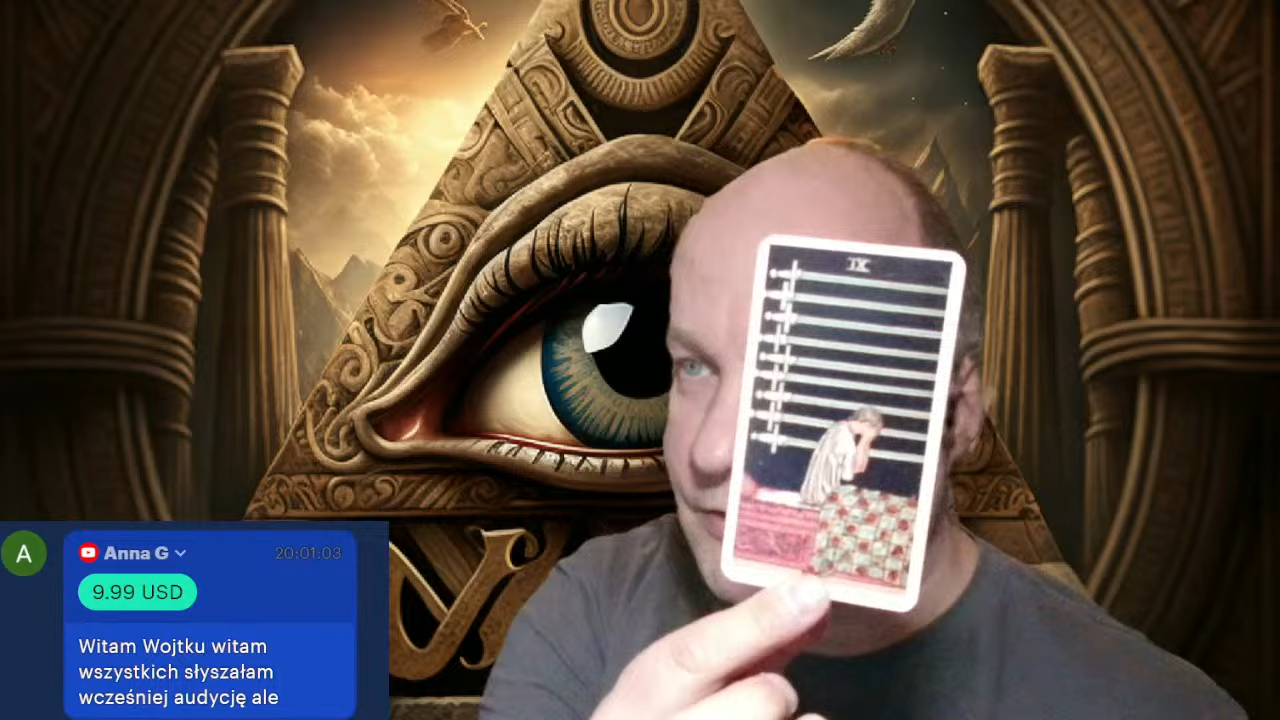 IX
A
Anna G
20:01:03
9.99 USD
Witam Wojtku witam
wszystkich słyszałam
wcześniej audycję ale